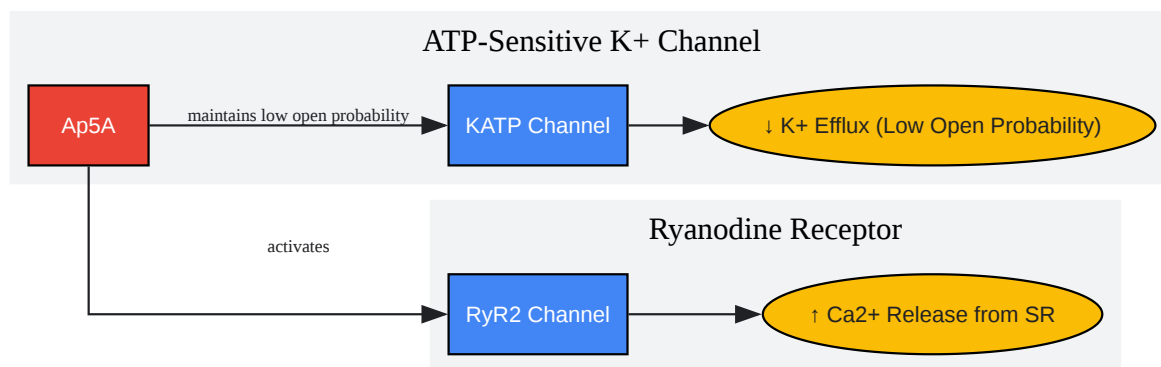 ATP-Sensitive K+ Channel
Ap5A
maintains low open probability
KATP Channel
↓ K+ Efflux (Low Open Probability)
Ryanodine Receptor
activates
RyR2 Channel
↑ Ca2+ Release from SR